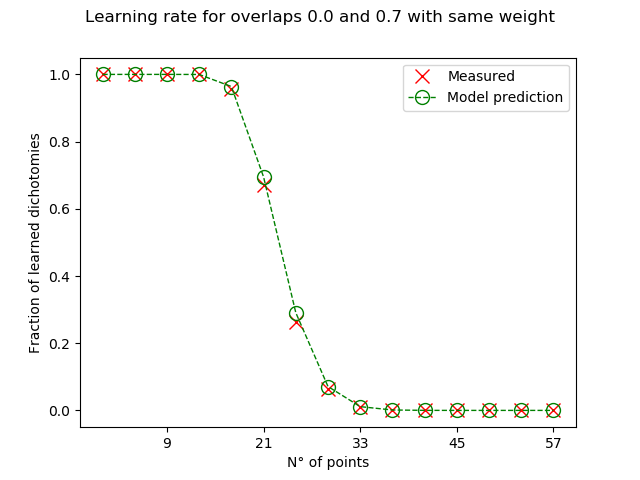 Learning rate for overlaps 0.0 and 0.7 with same weight
Measured
Model prediction
Fraction of learned dichotomies
1.0
0.8
0.6
0.4
0.2
0.0
9
21
33
45
57
N° of points